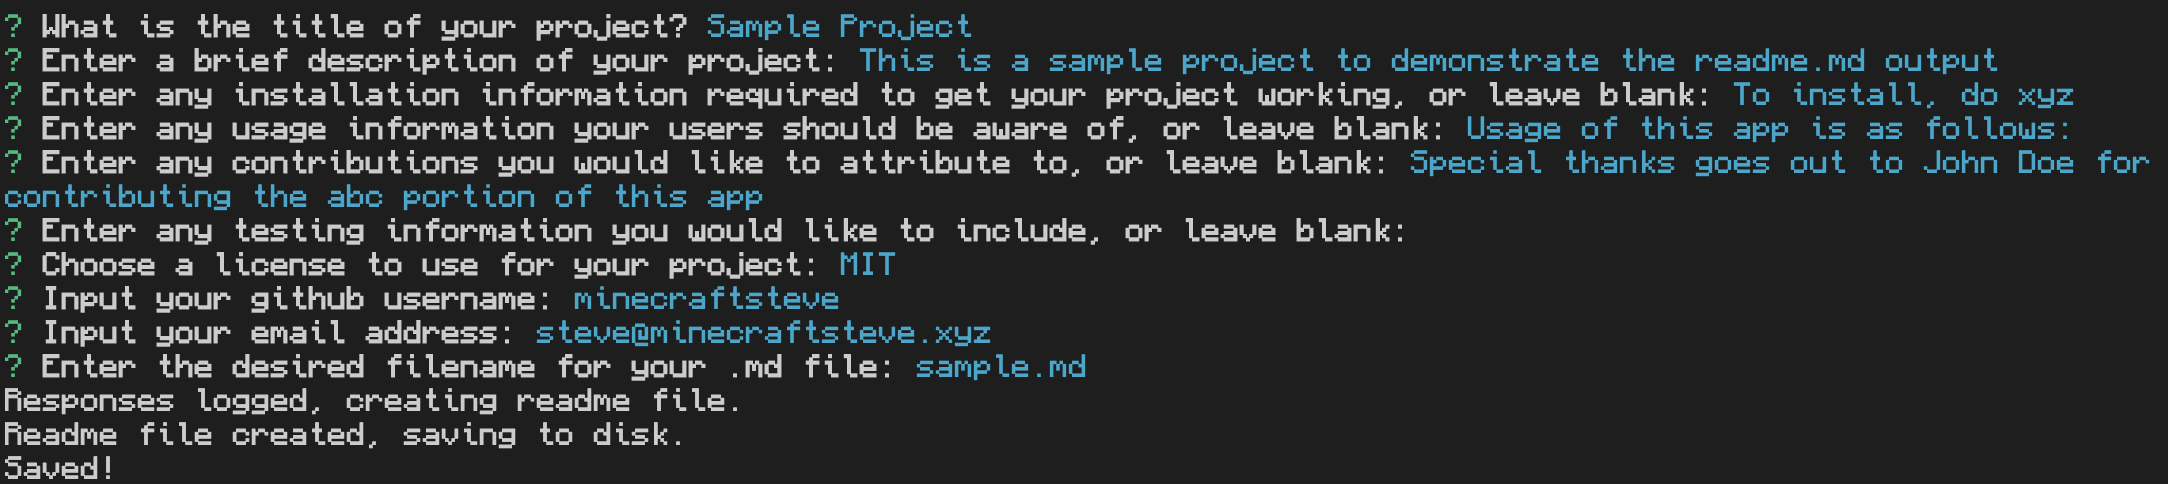 ? What is the title of your project? Sample Project
? Enter a brief description of your project: This is a sample project to demonstrate the readme.md output
? Enter any installation information required to get your project working, or leave blank: To install, do xyz
? Enter any usage information your users should be aware of, or leave blank: Usage of this app is as follows:
? Enter any contributions you would like to attribute to, or leave blank: Special thanks goes out to John Doe for
contributing the abc portion of this app
? Enter any testing information you would like to include, or leave blank:
? Choose a license to use for your project: MIT
? Input your github username: minecraftsteve
? Input your email address: steve@minecraftsteve.xyz
? Enter the desired filename for your .md file: sample.md
Responses logged, creating readme file.
Readme file created, saving to disk.
Saved!